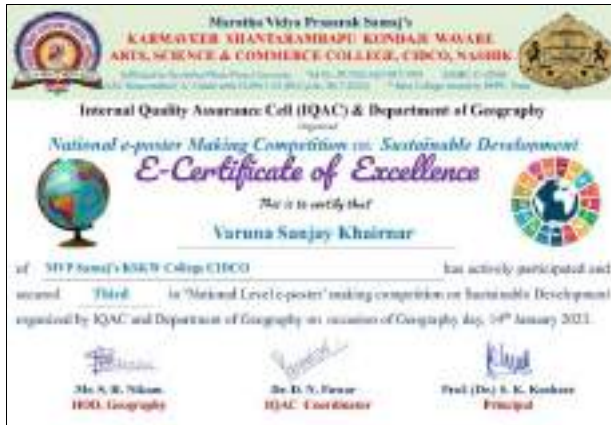 Maratha Vidya Prasarak Samaj's
KARMAVEER SHANTARAMBAPU KONDAJI WAVARE
ARTS, SCIENCE & COMMERCE COLLEGE, CIDCO, NASHIK
Internal Quality Assurance Cell (IQAC) & Department of Geography
Organized
National e-poster Making Competition on Sustainable Development
E-Certificate of Excellence
This is to certify that
Varuna Sanjay Khairnar
of MVP Samaj's KSKW College CIDCO has actively participated and
secured Third in "National Level e-poster" making competition on Sustainable Development
organized by IQAC and Department of Geography on occasion of Geography day, 14th January
Mr. S. B. Nikam
Dr. D. N. Pawar
Prof. (Dr.) S. K.
HOD, Geography
IQAC Coordinator
Principal